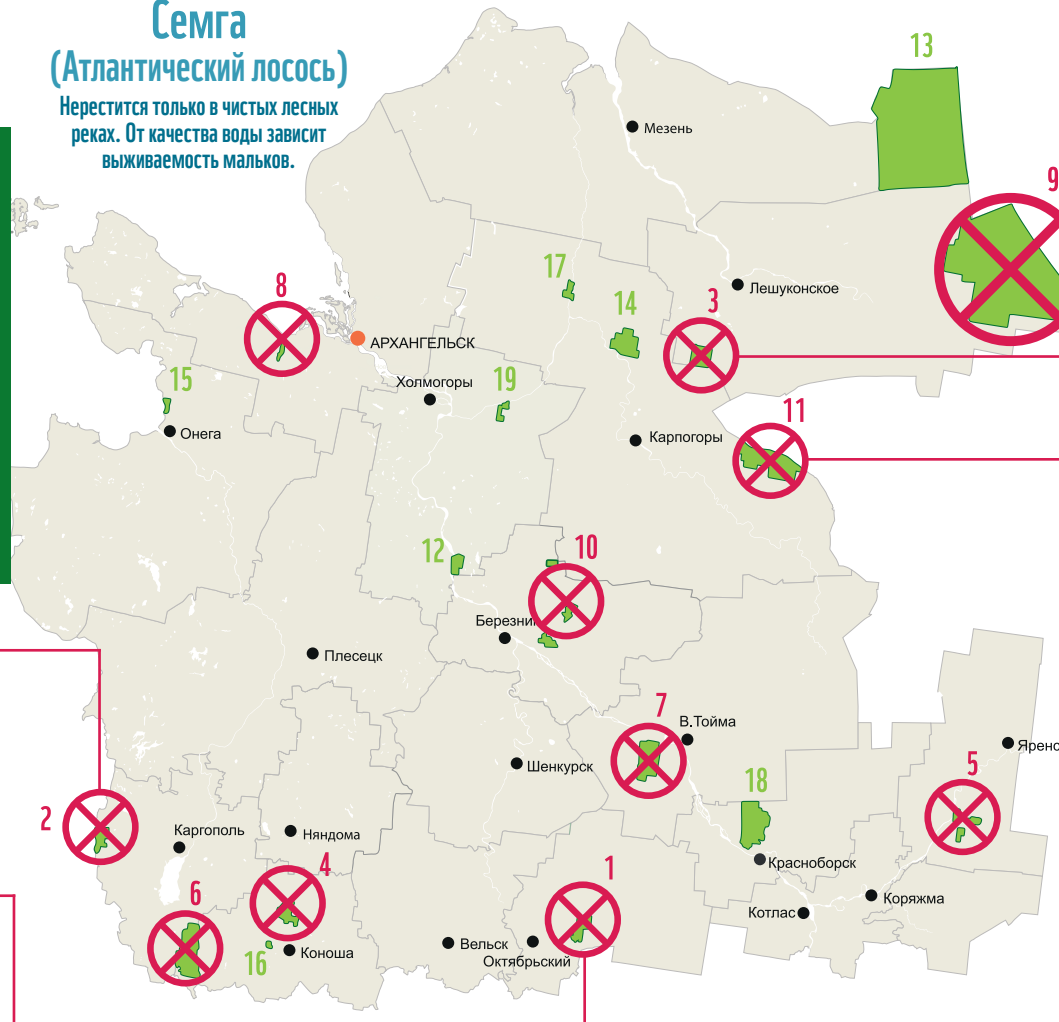 Семга
(Атлантический лосось)
Нерестится только в чистых лесных
реках. От качества воды зависит
выживаемость мальков.
13
Мезень
9
17
8
Лешуконское
14
3
АРХАНГЕЛЬСК
15
Холмогоры
19
11
Онега
Карпогоры
12
10
Березни
Плесецк
7
В.Тойма
Яренс
Шенкурск
5
18
2
Каргополь
Няндома
4
1
Красноборск
6
Коряжма
Котлас
16
Коноша
Вельск
Октябрьский